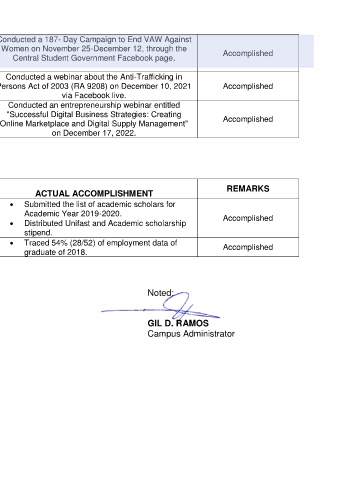 Conducted a 187- Day Campaign to End VAW Against
Women on November 25-December 12, through the
Central Student Government Facebook page.
Accomplished
Conducted a webinar about the Anti-Trafficking in
Persons Act of 2003 (RA 9208) on December 10, 2021
via Facebook live.
Accomplished
Conducted an entrepreneurship webinar entitled
"Successful Digital Business Strategies: Creating
Online Marketplace and Digital Supply Management"
on December 17, 2022.
Accomplished
ACTUAL ACCOMPLISHMENT
REMARKS
• Submitted the list of academic scholars for
Academic Year 2019-2020.
• Distributed Unifast and Academic scholarship
stipend.
Accomplished
• Traced 54% (28/52) of employment data of
graduate of 2018.
Accomplished
Noted:
GIL D. RAMOS
Campus Administrator